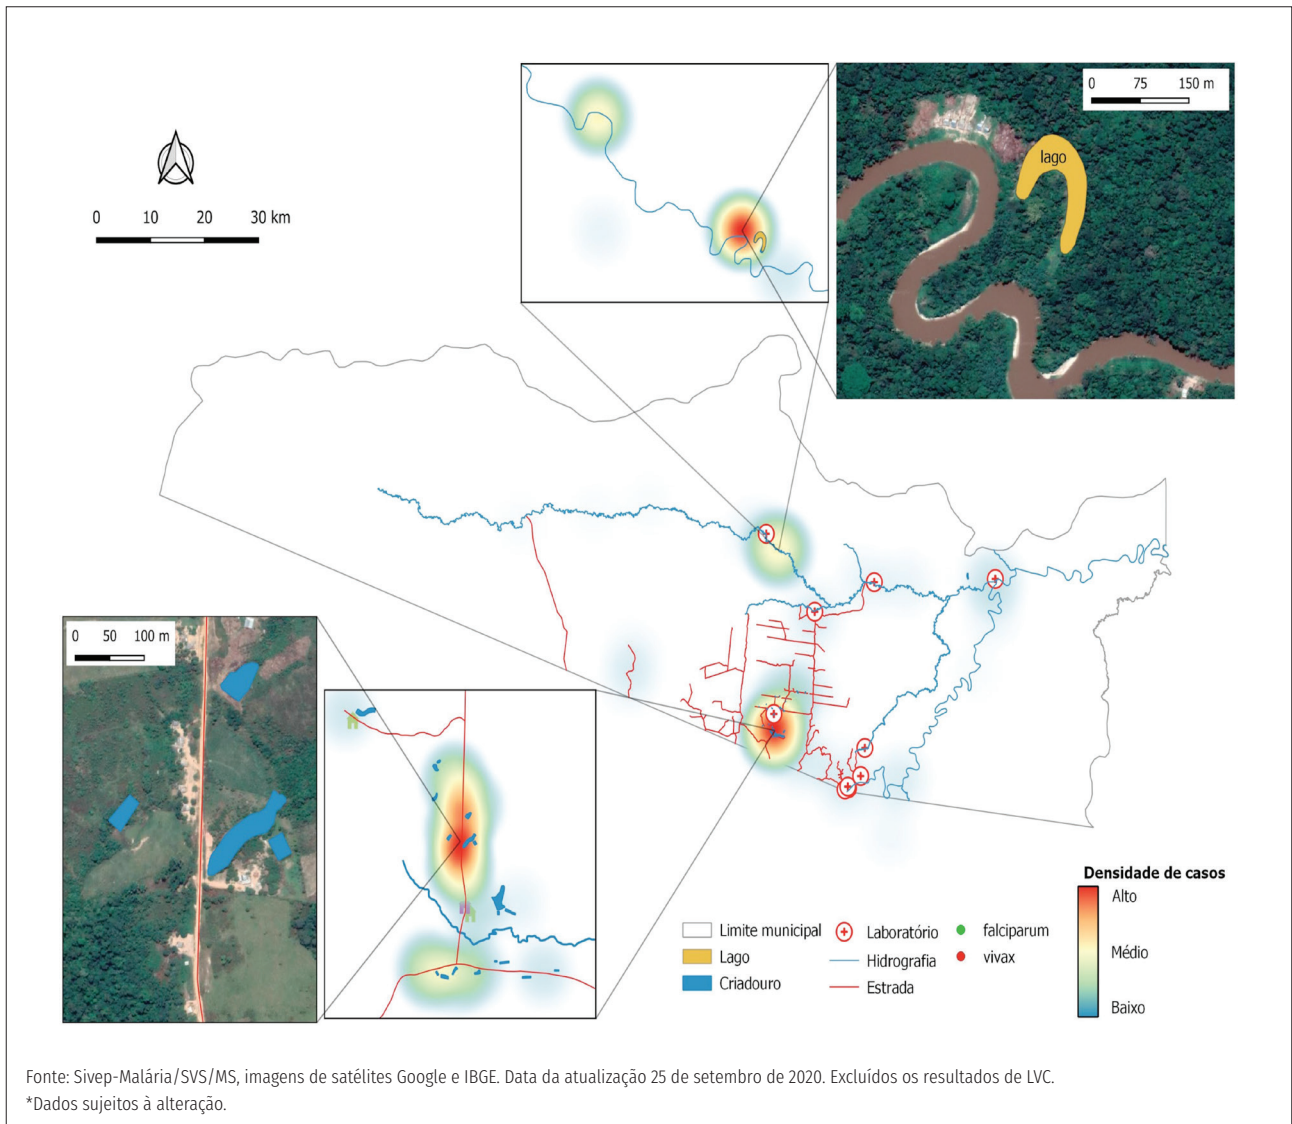 0 75 150 m
lago
0 10 20 30 km
0 50 100 m
Densidade de casos
Alto
Médio
Baixo
Limite municipal
Lago
Criadouro
Laboratório
Hidrografia
Estrada
falciparum
vivax
Fonte: Sivep-Malária/SVS/MS, imagens de satélites Google e IBGE. Data da atualização 25 de setembro de 2020. Excluídos os resultados de LVC.
*Dados sujeitos à alteração.